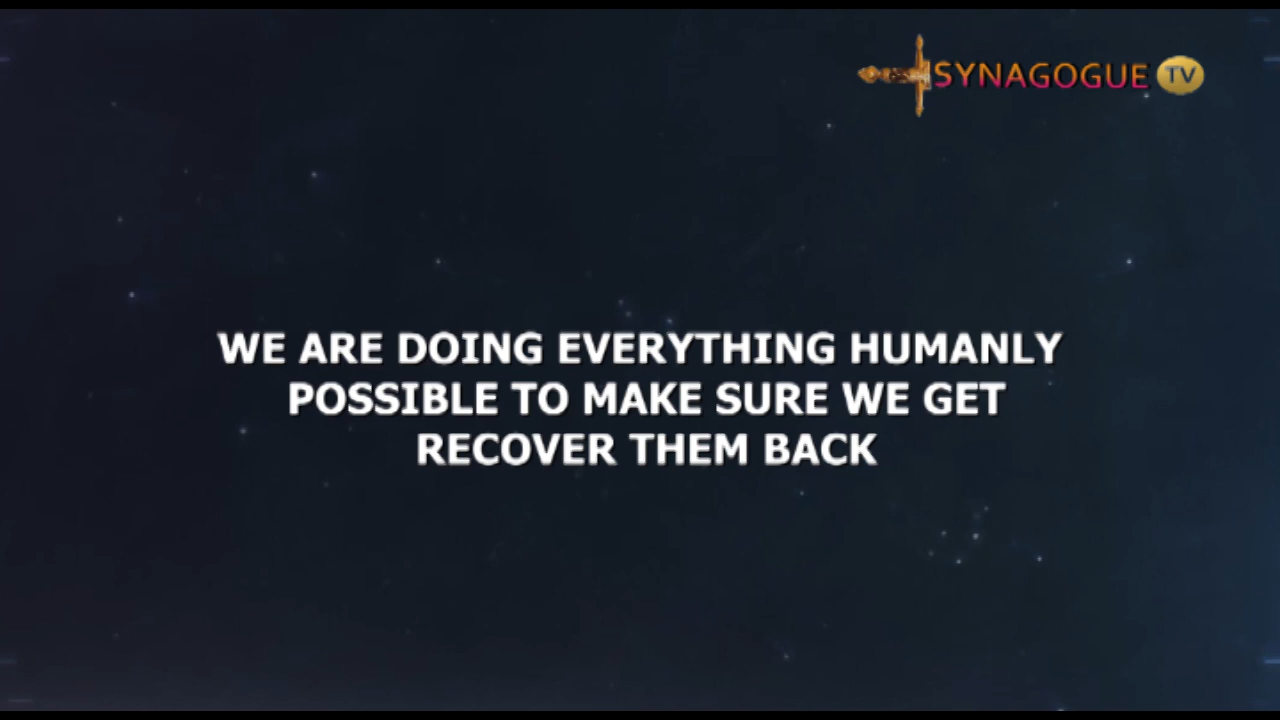 SYNAGOGUE TV
WE ARE DOING EVERYTHING HUMANLY
POSSIBLE TO MAKE SURE WE GET
RECOVER THEM BACK